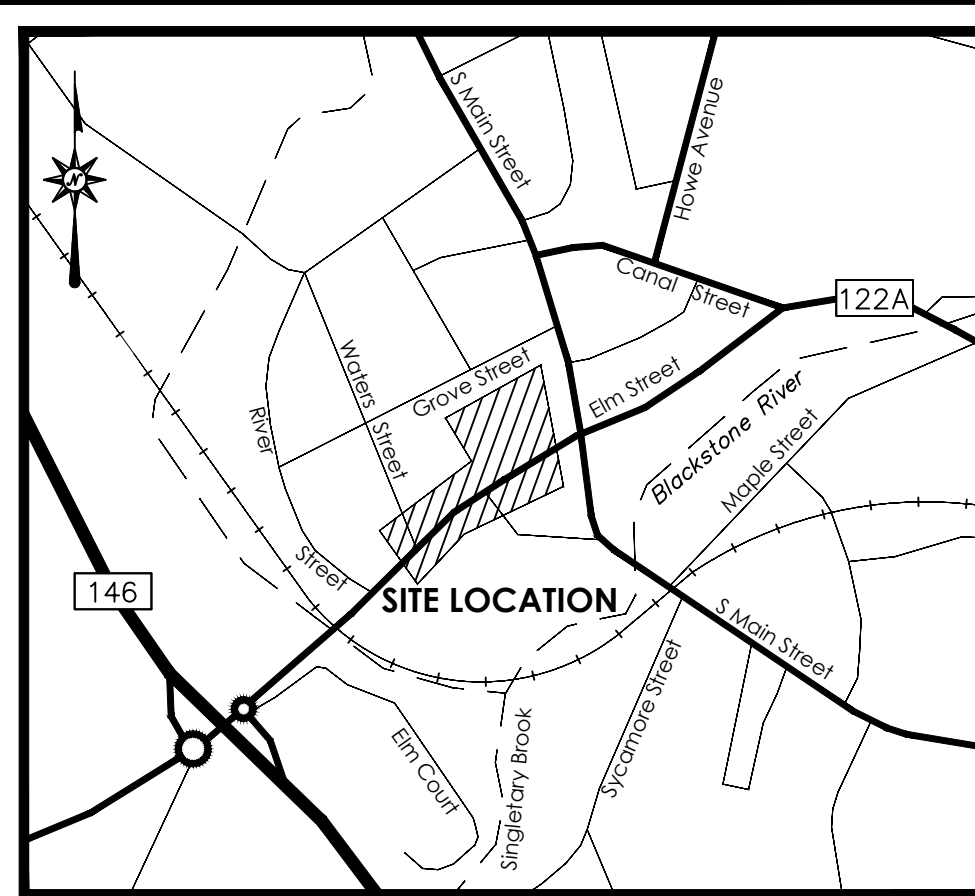 S Main Street
Howe Avenue
N
Canal Street
122A
Waters Street
Grove Street
Elm Street
River Street
Blackstone River
Maple Street
146
SITE LOCATION
S Main Street
Elm Court
Singletary Brook
Sycamore Street